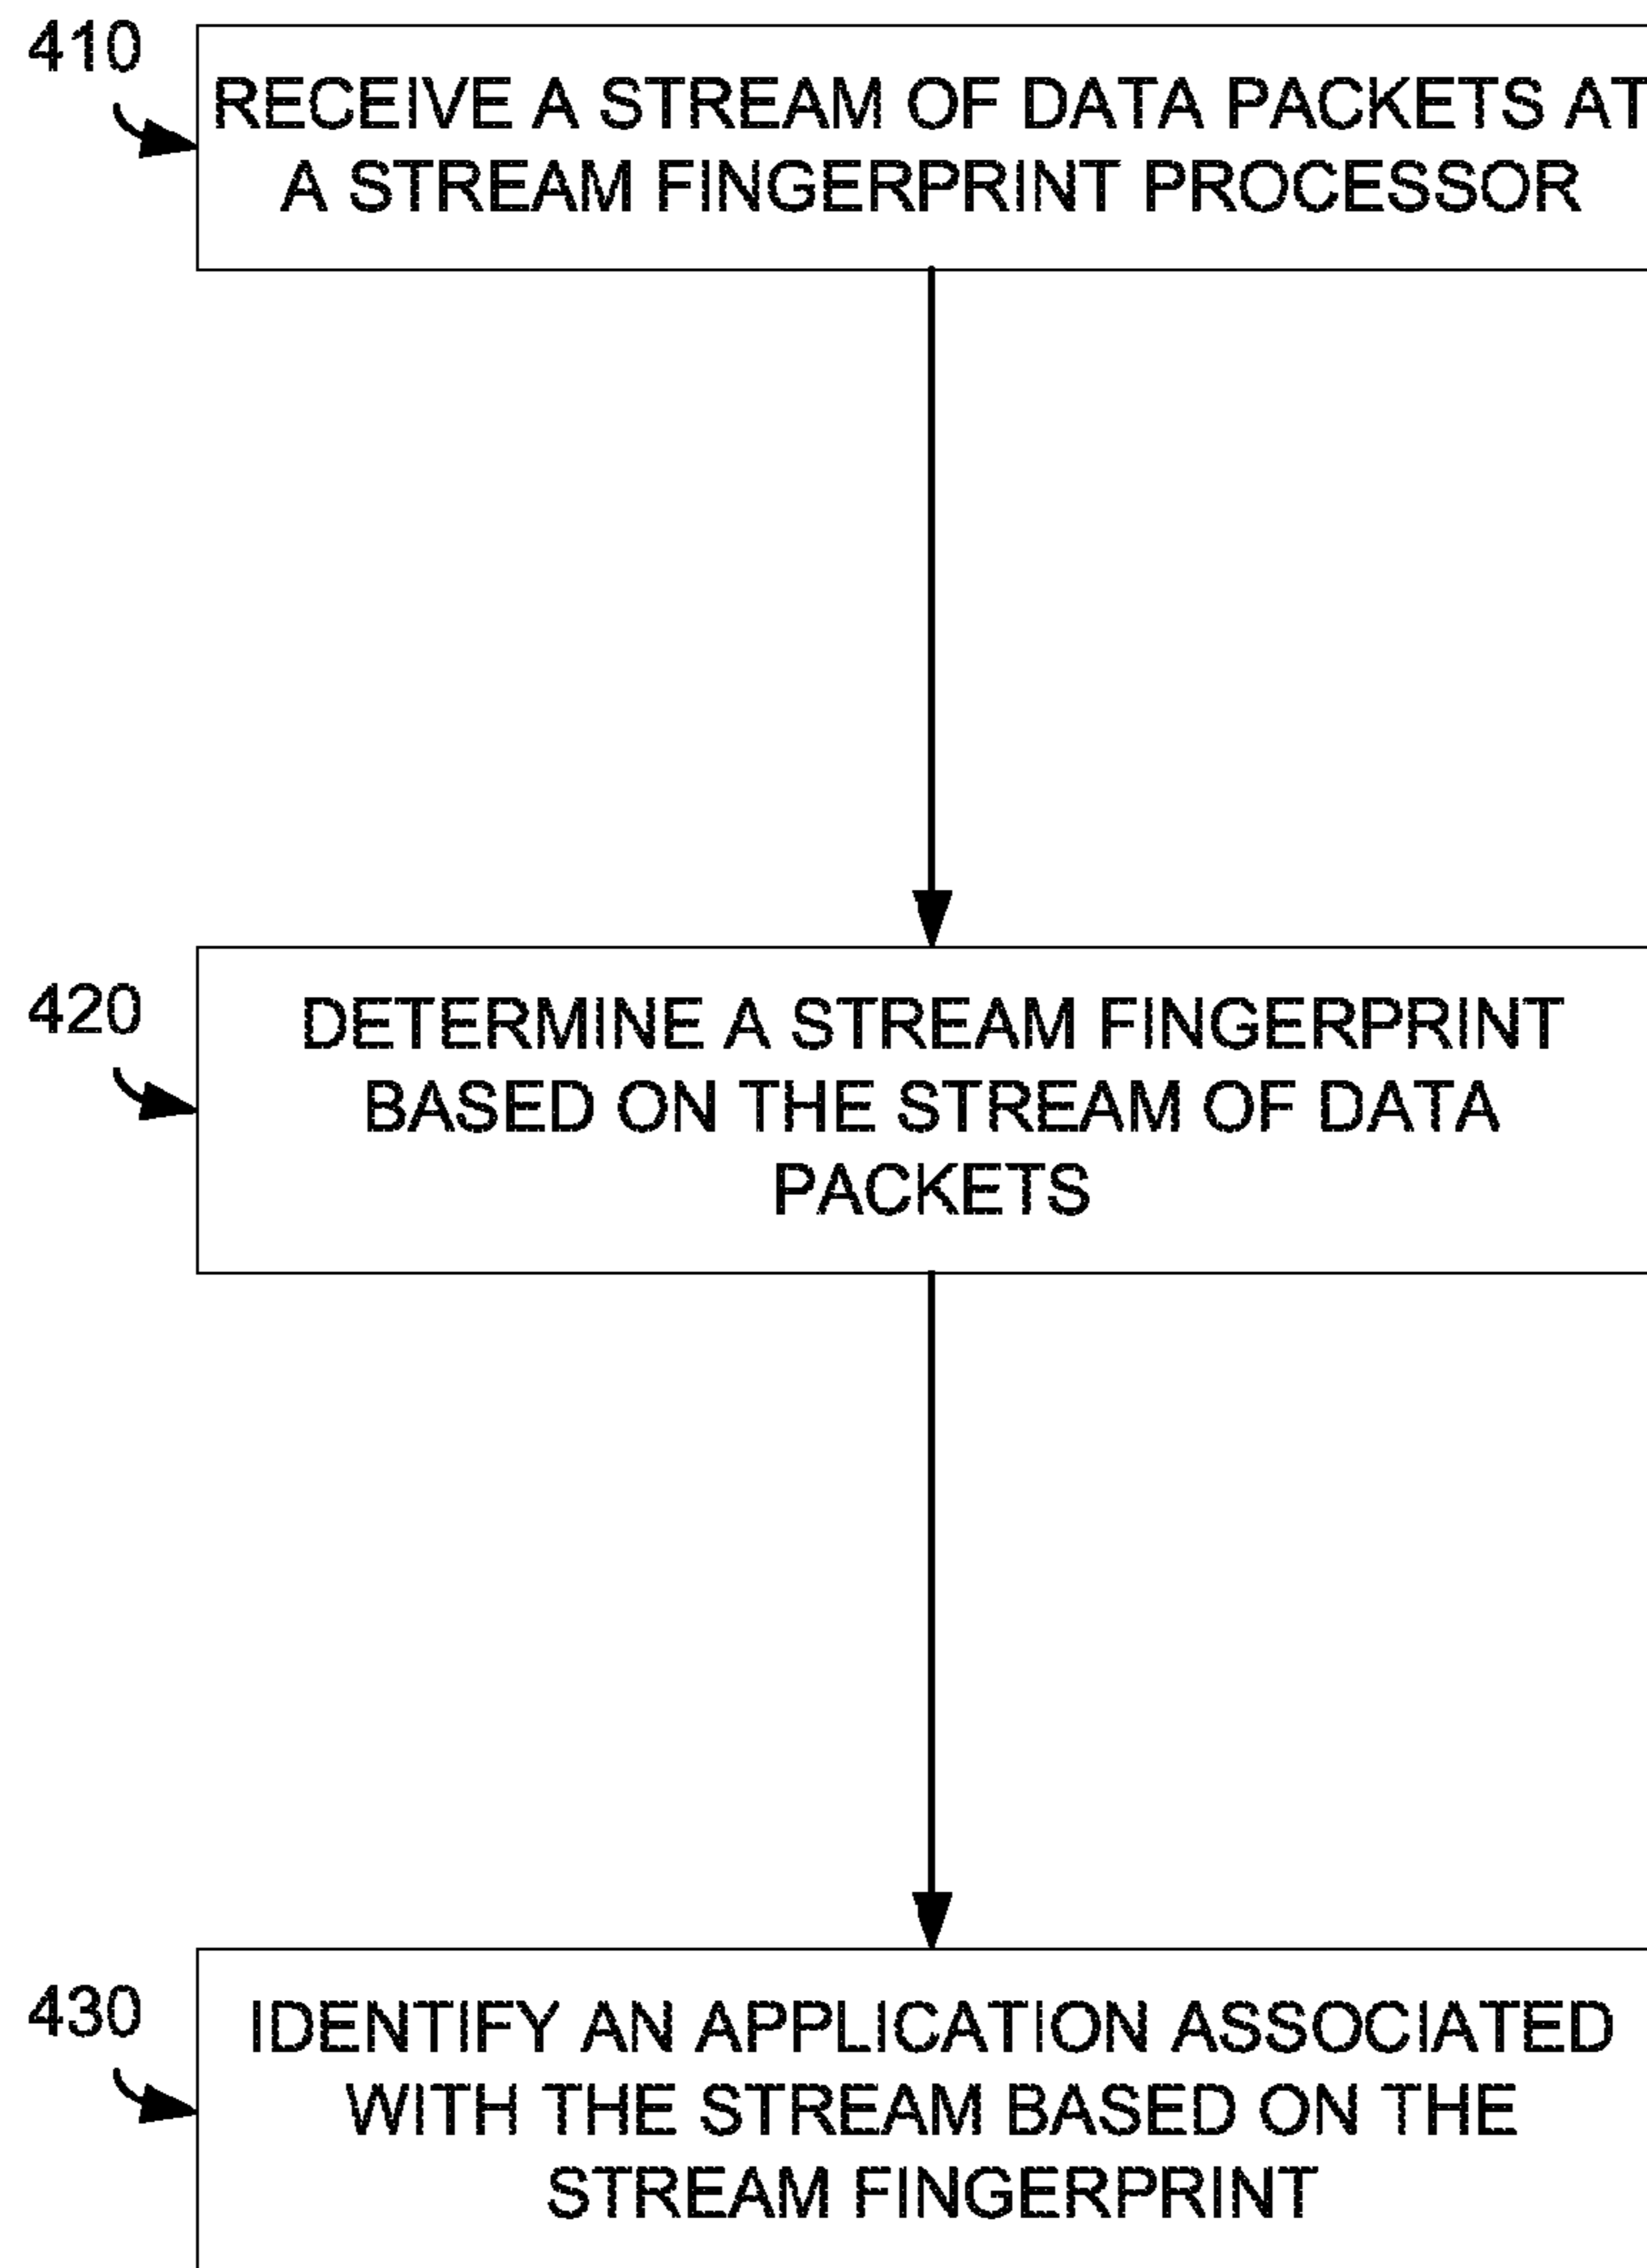 410
RECEIVE A STREAM OF DATA PACKETS AT
A STREAM FINGERPRINT PROCESSOR
420
DETERMINE A STREAM FINGERPRINT
BASED ON THE STREAM OF DATA
PACKETS
430
IDENTIFY AN APPLICATION ASSOCIATED
WITH THE STREAM BASED ON THE
STREAM FINGERPRINT